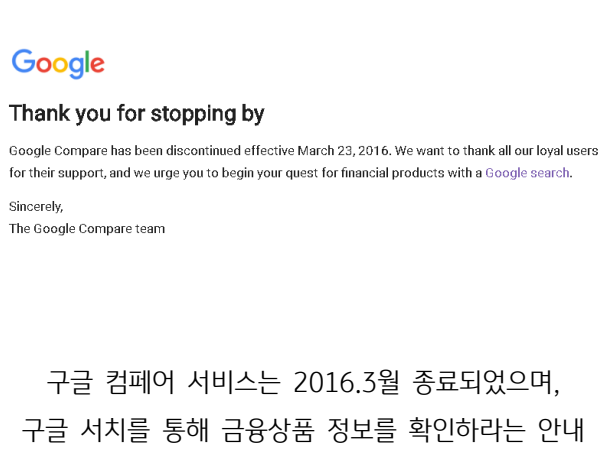 Google
Thank you for stopping by
Google Compare has been discontinued effective March 23, 2016. We want to thank all our loyal users
for their support, and we urge you to begin your quest for financial products with a Google search.
Sincerely,
The Google Compare team
구글 컴페어 서비스는 2016.3월 종료되었으며,
구글 서치를 통해 금융상품 정보를 확인하라는 안내